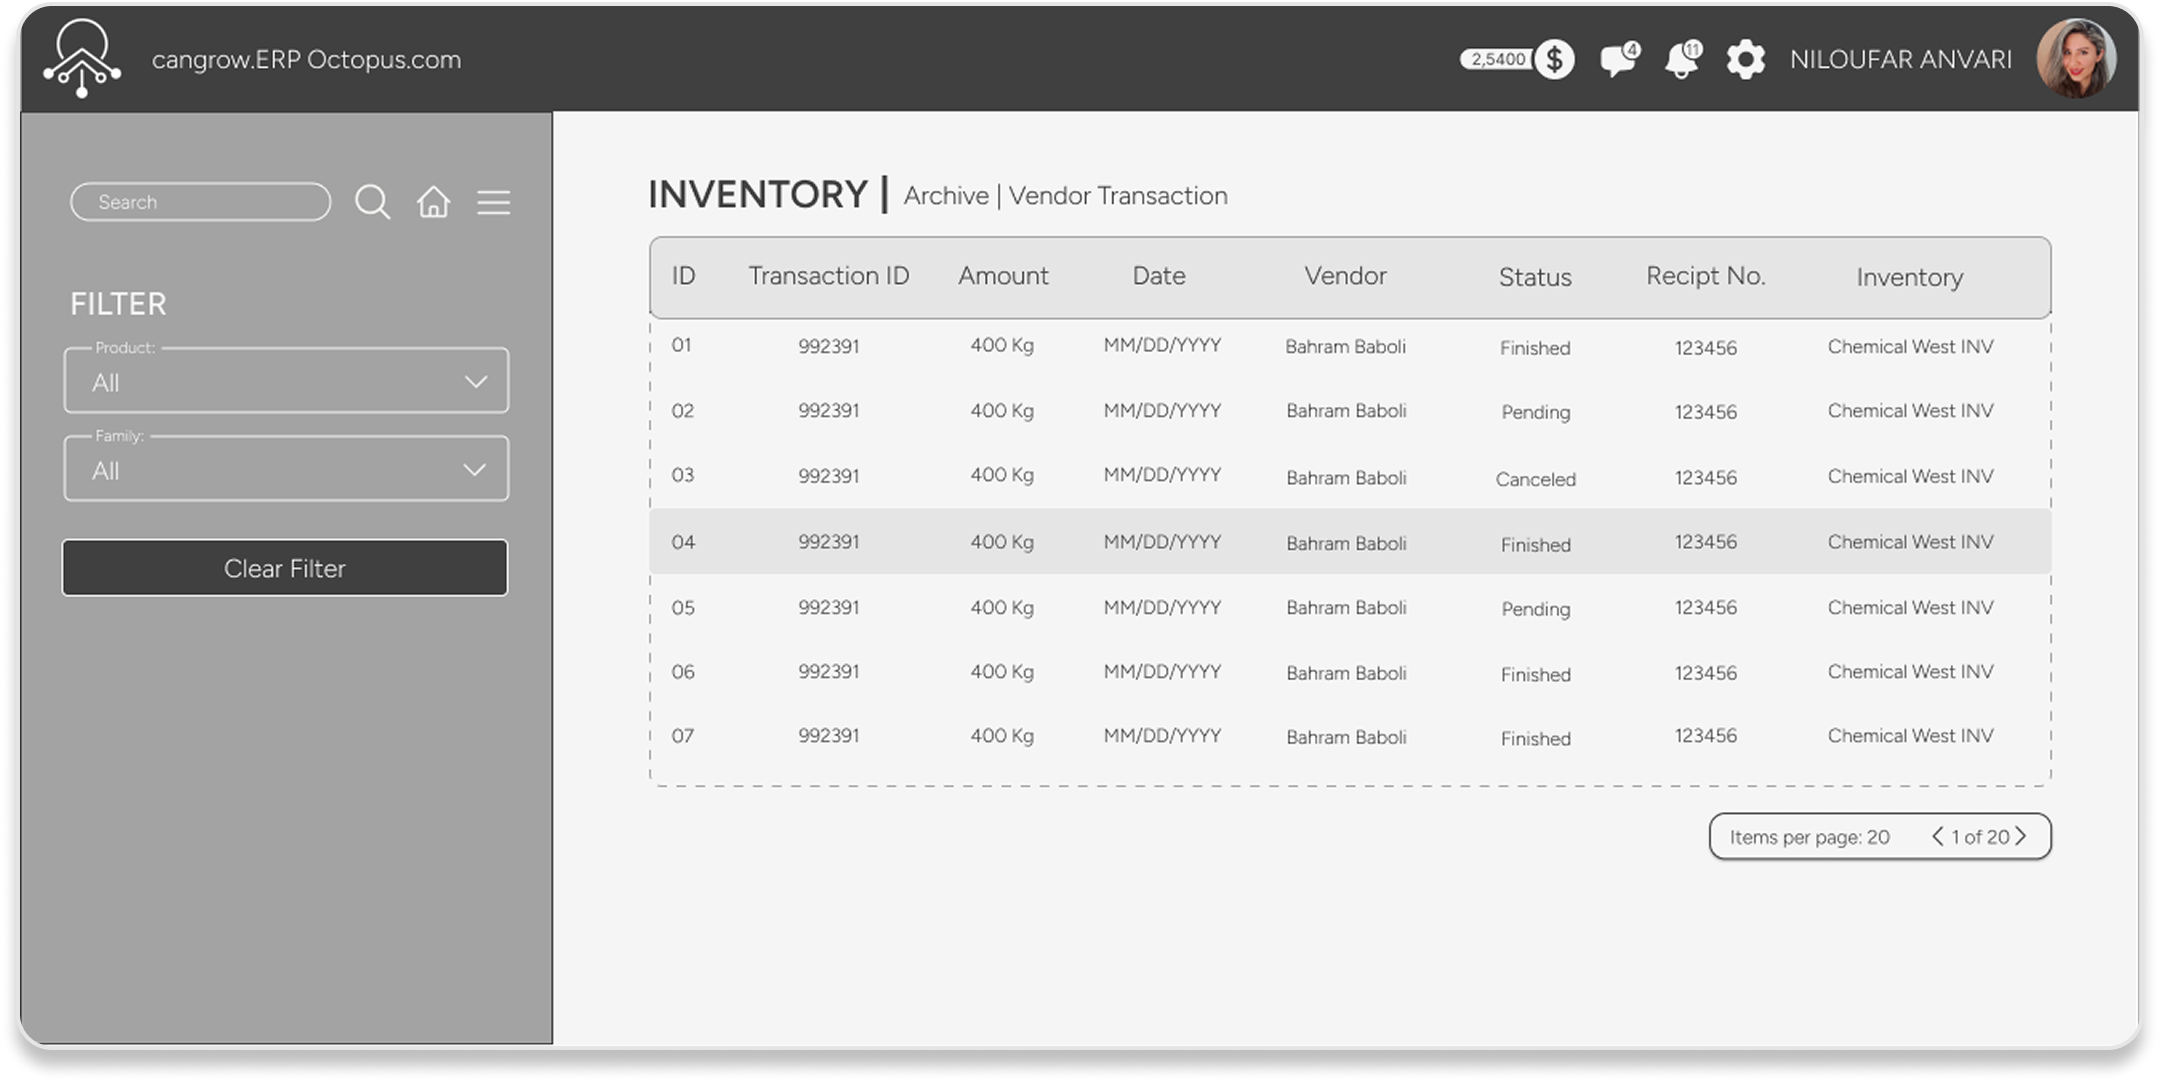 cangrow.ERP Octopus.com
2,5400 $ 4 11 NILOUFAR ANVARI
Search
FILTER
Product:
All
Family:
All
Clear Filter
INVENTORY | Archive | Vendor Transaction
ID Transaction ID Amount Date Vendor Status Recipt No. Inventory
01 992391 400 Kg MM/DD/YYYY Bahram Baboli Finished 123456 Chemical West INV
02 992391 400 Kg MM/DD/YYYY Bahram Baboli Pending 123456 Chemical West INV
03 992391 400 Kg MM/DD/YYYY Bahram Baboli Canceled 123456 Chemical West INV
04 992391 400 Kg MM/DD/YYYY Bahram Baboli Finished 123456 Chemical West INV
05 992391 400 Kg MM/DD/YYYY Bahram Baboli Pending 123456 Chemical West INV
06 992391 400 Kg MM/DD/YYYY Bahram Baboli Finished 123456 Chemical West INV
07 992391 400 Kg MM/DD/YYYY Bahram Baboli Finished 123456 Chemical West INV
Items per page: 20 < 1 of 20 >